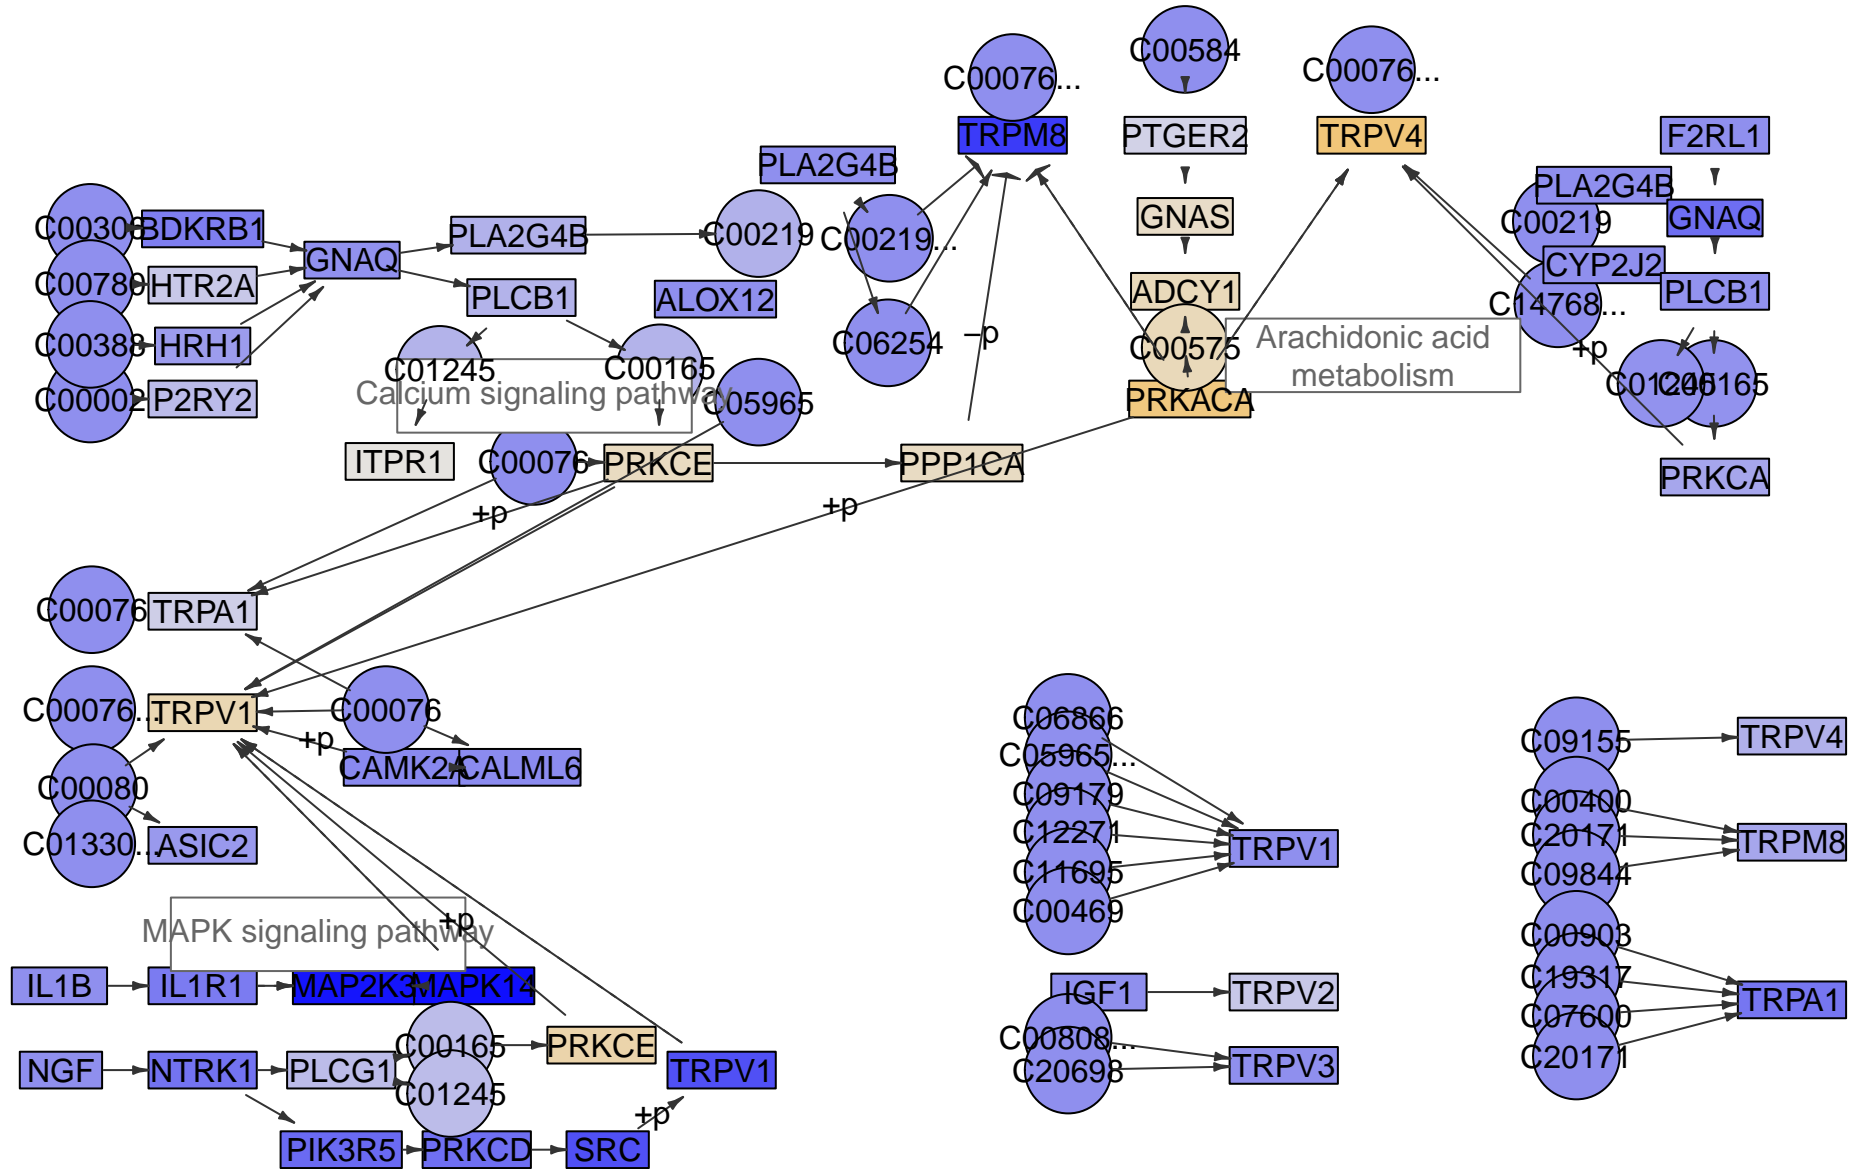 C00584
C00076...
C00076...
TRPM8
PTGER2
TRPV4
F2RL1
PLA2G4B
PLA2G4B
C00308
BDKRB1
PLA2G4B
C00219
C00219...
GNAS
C00219
GNAQ
GNAQ
CYP2J2
C00780
HTR2A
PLCB1
ALOX12
ADCY1
C14768...
PLCB1
C00388
HRH1
C06254
–p
C00575
Arachidonic acid
metabolism
+p
C01245
C00165
Calcium signaling pathway
C00002
P2RY2
C05965
PRKACA
C01245
C00165
ITPR1
C00076
PRKCE
PPP1CA
PRKCA
+p
+p
C00076
TRPA1
C00076...
TRPV1
C00076
+p
CAMK2A
CALML6
C00080
C01330...
ASIC2
C06866
C05965...
C09179
C12271
C11695
C00469
TRPV1
C09155
TRPV4
C00400
C20171
C09844
TRPM8
C00903
C19317
C07600
C20171
TRPA1
MAPK signaling pathway
+p
IL1B
IL1R1
MAP2K3
MAPK14
IGF1
TRPV2
C00165
PRKCE
C00808...
C20698
TRPV3
NGF
NTRK1
PLCG1
C01245
TRPV1
+p
PIK3R5
PRKCD
SRC